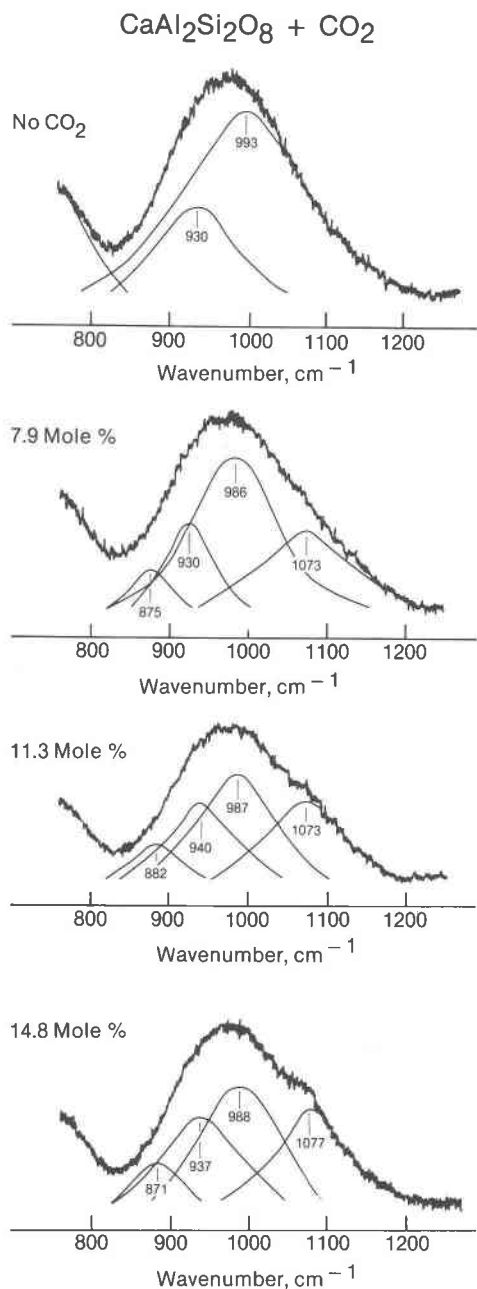 CaAl2Si2O8 + CO2
No CO2
993
930
800 900 1000 1100 1200
Wavenumber, cm−1
7.9 Mole %
986
930
1073
875
800 900 1000 1100 1200
Wavenumber, cm−1
11.3 Mole %
987
1073
940
882
800 900 1000 1100 1200
Wavenumber, cm−1
14.8 Mole %
988
1077
937
871
800 900 1000 1100 1200
Wavenumber, cm−1